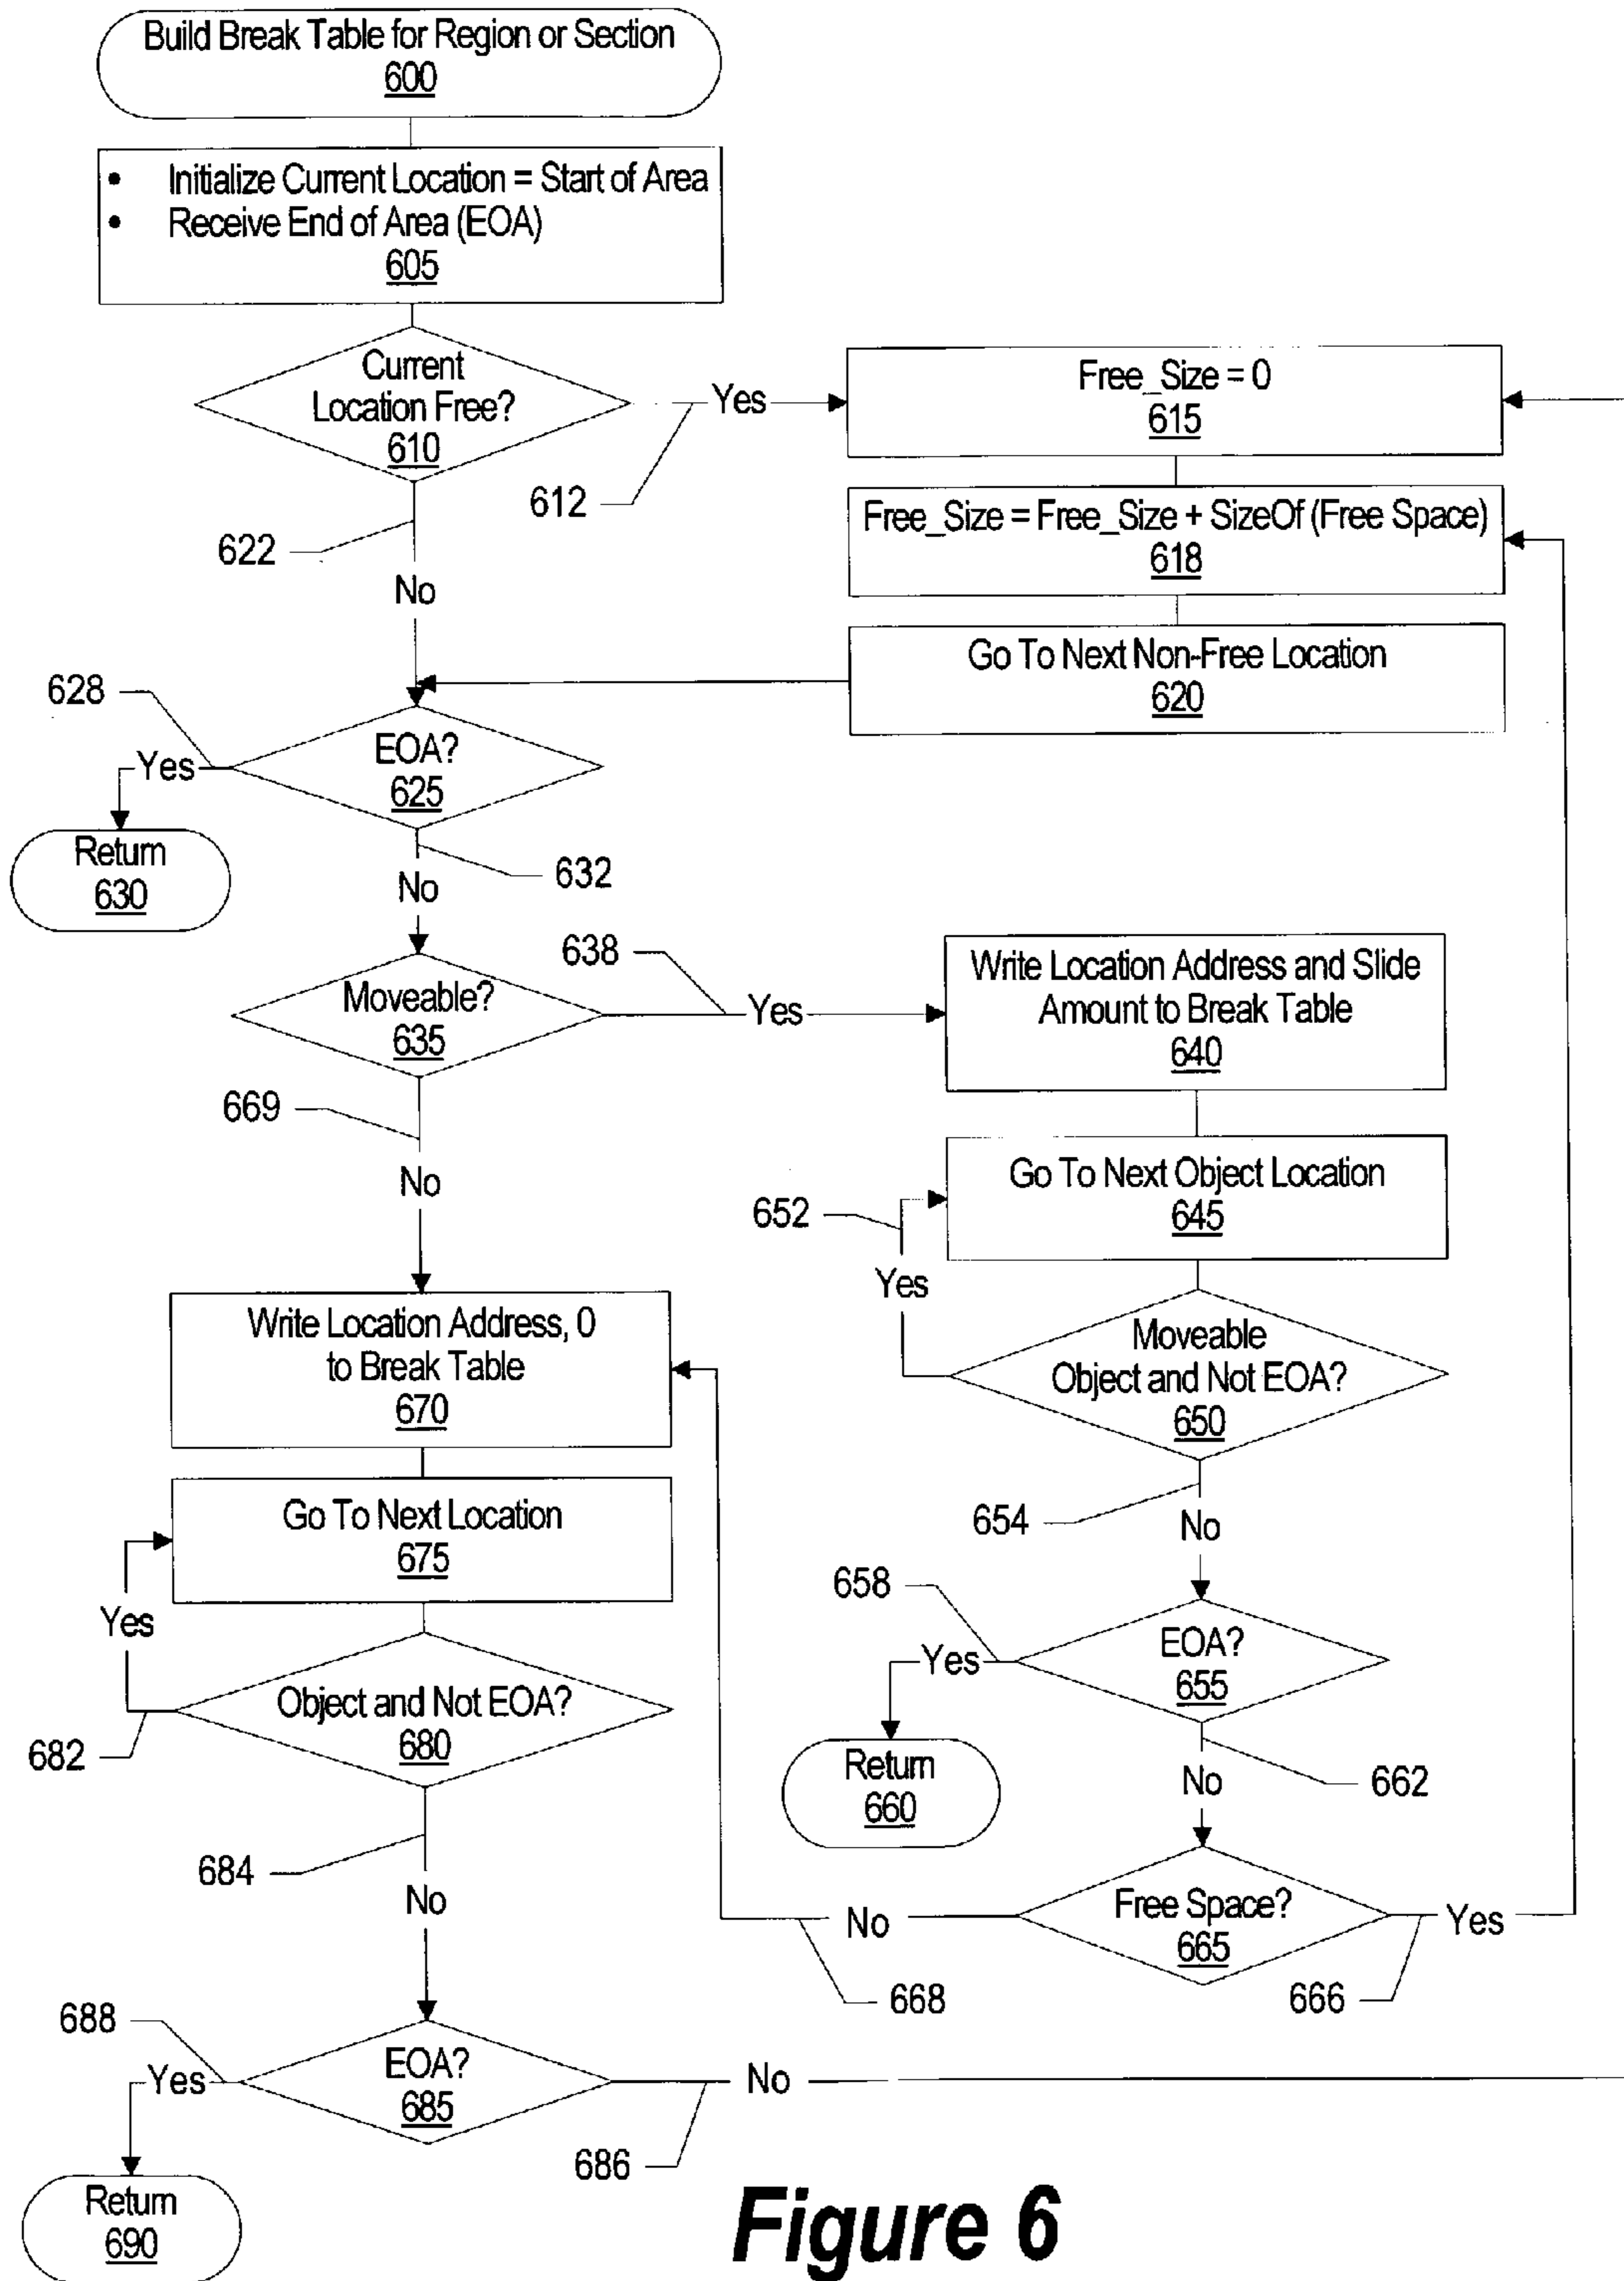 Build Break Table for Region or Section
600
• Initialize Current Location = Start of Area
• Receive End of Area (EOA)
605
Current
Location Free?
610
Yes
612
Free_Size = 0
615
622
No
Free_Size = Free_Size + SizeOf (Free Space)
618
Go To Next Non-Free Location
620
628
Yes
EOA?
625
Return
630
632
No
Moveable?
635
638
Yes
Write Location Address and Slide
Amount to Break Table
640
669
No
Go To Next Object Location
645
652
Yes
Moveable
Object and Not EOA?
650
Write Location Address, 0
to Break Table
670
Go To Next Location
675
Yes
654
No
658
Yes
EOA?
655
Object and Not EOA?
680
682
Return
660
No
662
684
No
Free Space?
665
No
668
Yes
666
688
Yes
EOA?
685
No
686
Return
690
Figure 6